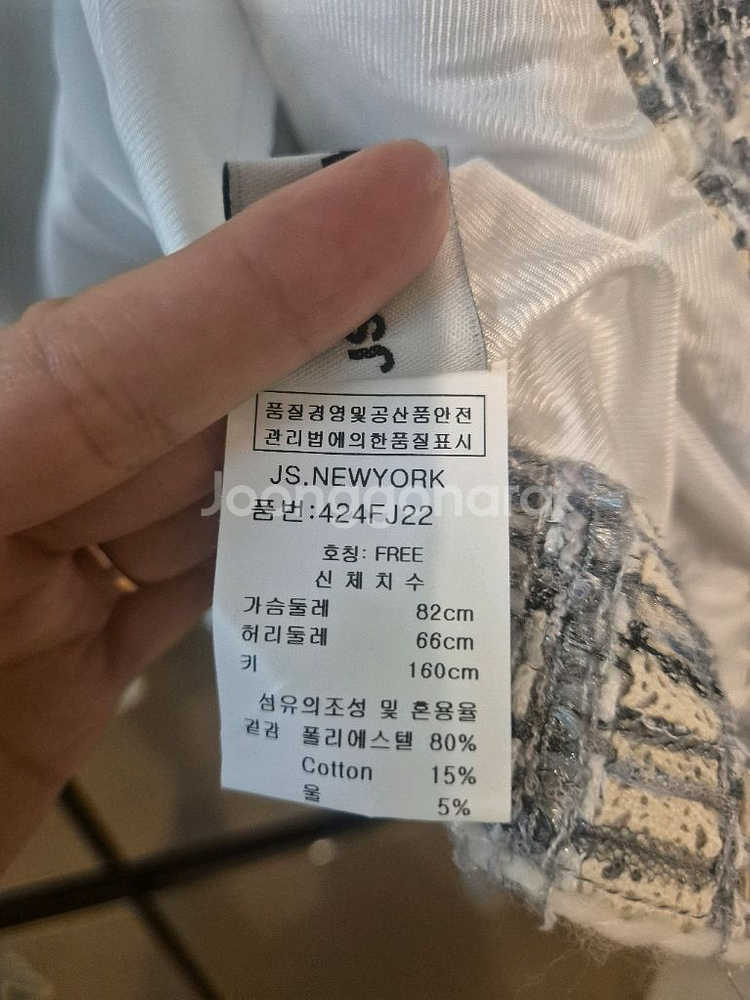 JS
품질경영및공산품안전
관리법에의한품질표시
JS.NEWYORK
Joonggonara
품번:424FJ22
호칭: FREE
신체치수
가슴둘레 82cm
허리둘레 66cm
키 160cm
섬유의조성 및 혼용율
겉감 폴리에스텔 80%
Cotton 15%
울 5%